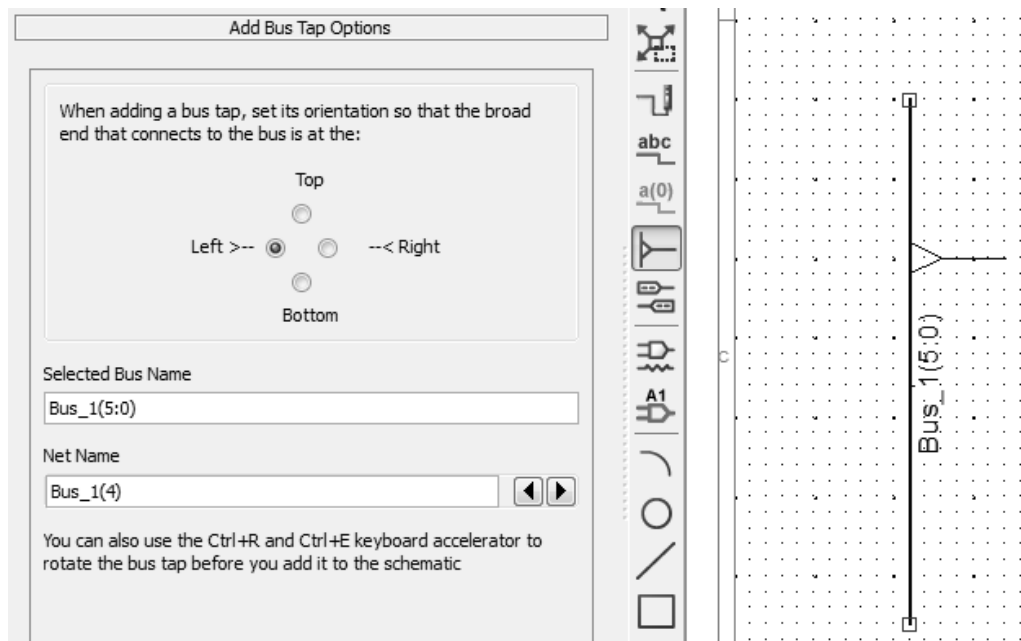 Add Bus Tap Options
When adding a bus tap, set its orientation so that the broad
end that connects to the bus is at the:
Top
Left >-- --< Right
Bottom
Selected Bus Name
Bus_1(5:0)
Net Name
Bus_1(4)
You can also use the Ctrl+R and Ctrl+E keyboard accelerator to
rotate the bus tap before you add it to the schematic
abc
a(0)
A1
C
Bus_1(5:0)